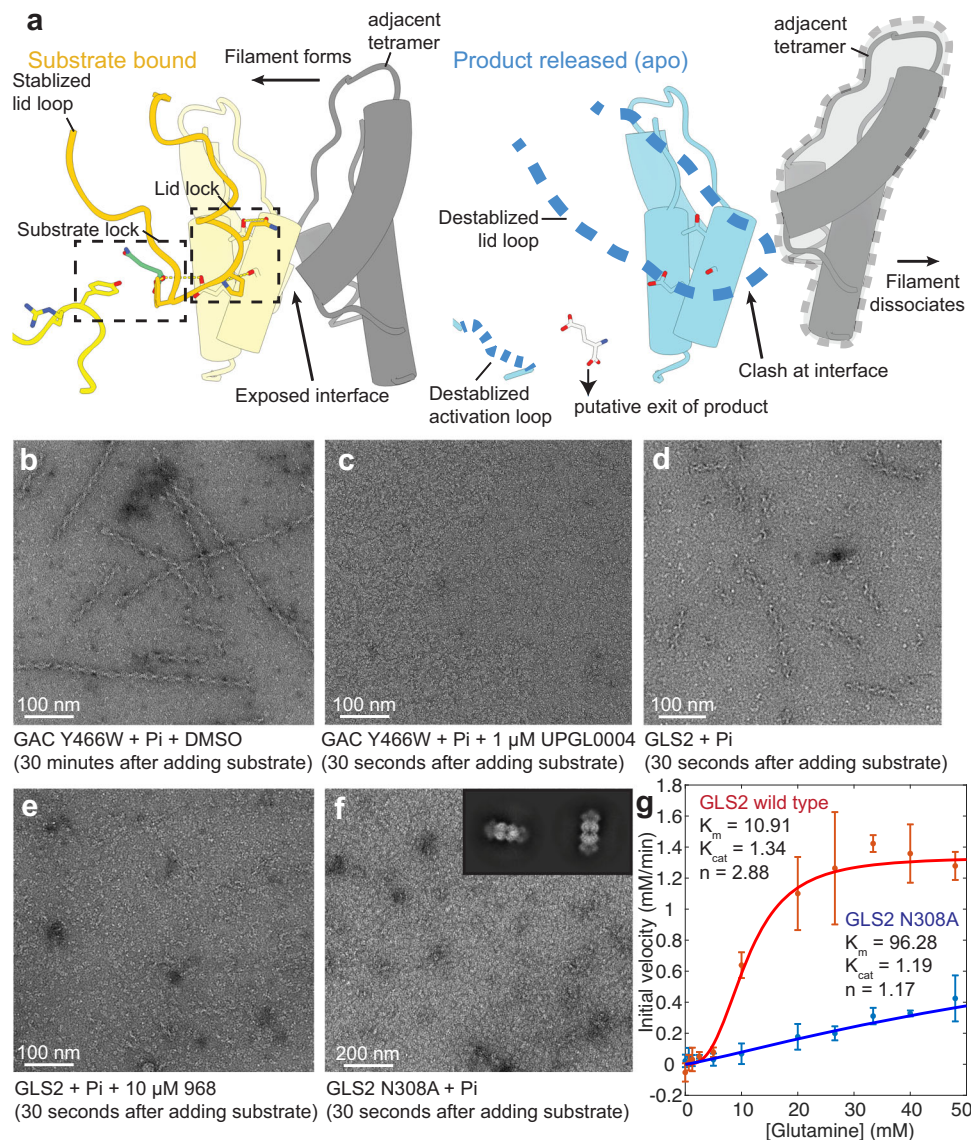 a
Substrate bound
Stablized
lid loop
Filament forms
adjacent
tetramer
Lid lock
Substrate lock
Exposed interface
Product released (apo)
adjacent
tetramer
Destablized
lid loop
Filament
dissociates
Clash at interface
Destablized
activation loop
putative exit of product
b
100 nm
GAC Y466W + Pi + DMSO
(30 minutes after adding substrate)
c
100 nm
GAC Y466W + Pi + 1 µM UPGL0004
(30 seconds after adding substrate)
d
100 nm
GLS2 + Pi
(30 seconds after adding substrate)
e
100 nm
GLS2 + Pi + 10 µM 968
(30 seconds after adding substrate)
f
200 nm
GLS2 N308A + Pi
(30 seconds after adding substrate)
g
1.8
1.6
1.4
1.2
1
0.8
0.6
0.4
0.2
0
-0.2
Initial velocity (mM/min)
GLS2 wild type
Km = 10.91
Kcat = 1.34
n = 2.88
GLS2 N308A
Km = 96.28
Kcat = 1.19
n = 1.17
0 10 20 30 40 50
[Glutamine] (mM)